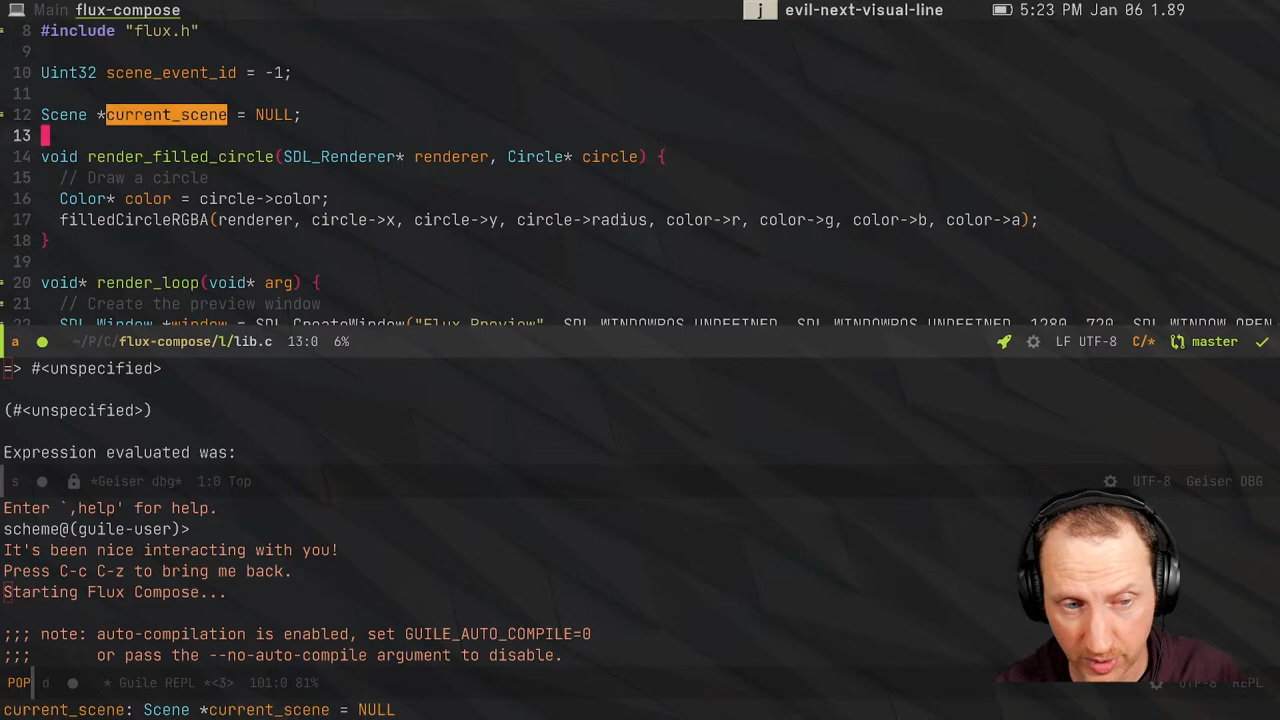 Main flux-compose j evil-next-visual-line 5:23 PM Jan 06 1.89
8 #include "flux.h"
9
10 Uint32 scene_event_id = -1;
11
12 Scene *current_scene = NULL;
13
14 void render_filled_circle(SDL_Renderer* renderer, Circle* circle) {
15 // Draw a circle
16 Color* color = circle->color;
17 filledCircleRGBA(renderer, circle->x, circle->y, circle->radius, color->r, color->g, color->b, color->a);
18 }
19
20 void* render_loop(void* arg) {
21 // Create the preview window
22 SDL_Window *window = SDL_CreateWindow("Flux Preview", SDL_WINDOWPOS_UNDEFINED, SDL_WINDOWPOS_UNDEFINED, 1280, 720, SDL_WINDOW_OPEN
a ~/P/C/flux-compose/l/lib.c 13:0 6% LF UTF-8 C/* master
=> #<unspecified>
(#<unspecified>)
Expression evaluated was:
s *Geiser dbg* 1:0 Top UTF-8 Geiser DBG
Enter `,help' for help.
scheme@(guile-user)>
It's been nice interacting with you!
Press C-c C-z to bring me back.
Starting Flux Compose...
;;; note: auto-compilation is enabled, set GUILE_AUTO_COMPILE=0
;;; or pass the --no-auto-compile argument to disable.
POP d * Guile REPL *<3> 101:0 81% UTF-8 REPL
current_scene: Scene *current_scene = NULL